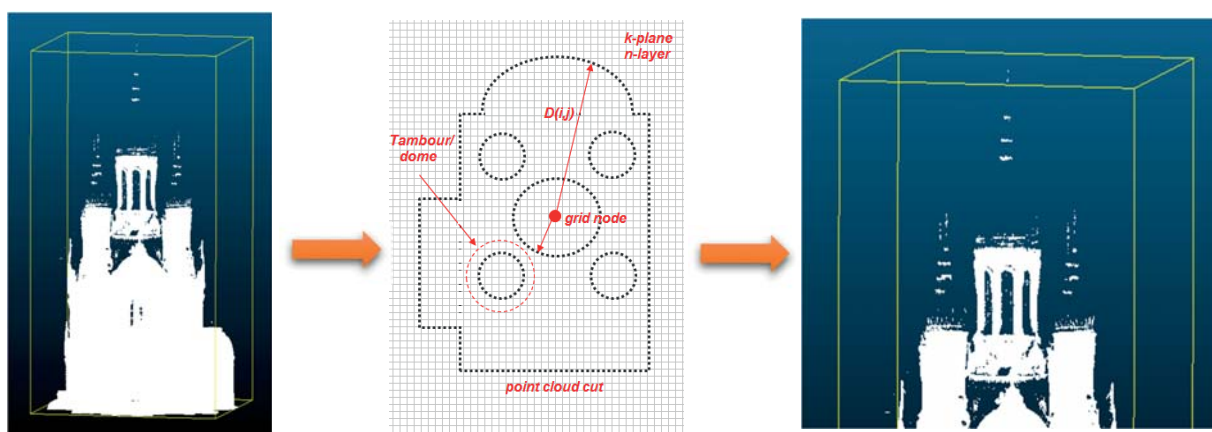 k-plane
n-layer
D(i,j)
Tambour/
dome
grid node
point cloud cut